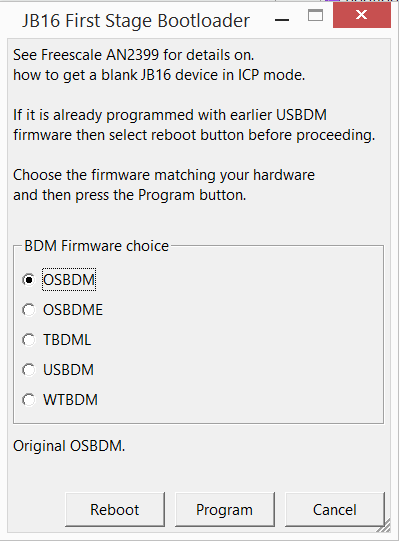 JB16 First Stage Bootloader
See Freescale AN2399 for details on.
how to get a blank JB16 device in ICP mode.
If it is already programmed with earlier USBDM
firmware then select reboot button before proceeding.
Choose the firmware matching your hardware
and then press the Program button.
BDM Firmware choice
OSBDM
OSBDME
TBDML
USBDM
WTBDM
Original OSBDM.
Reboot
Program
Cancel